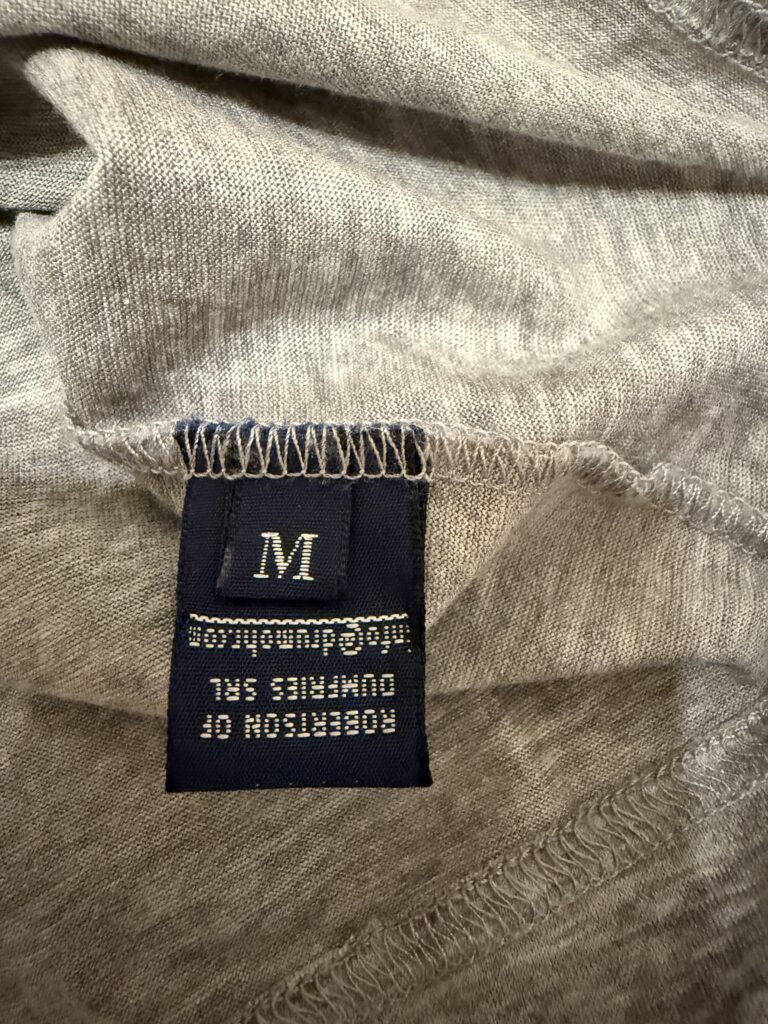 M
ROBERTSON OF
DUMFRIES SRL
info@drumohr.com